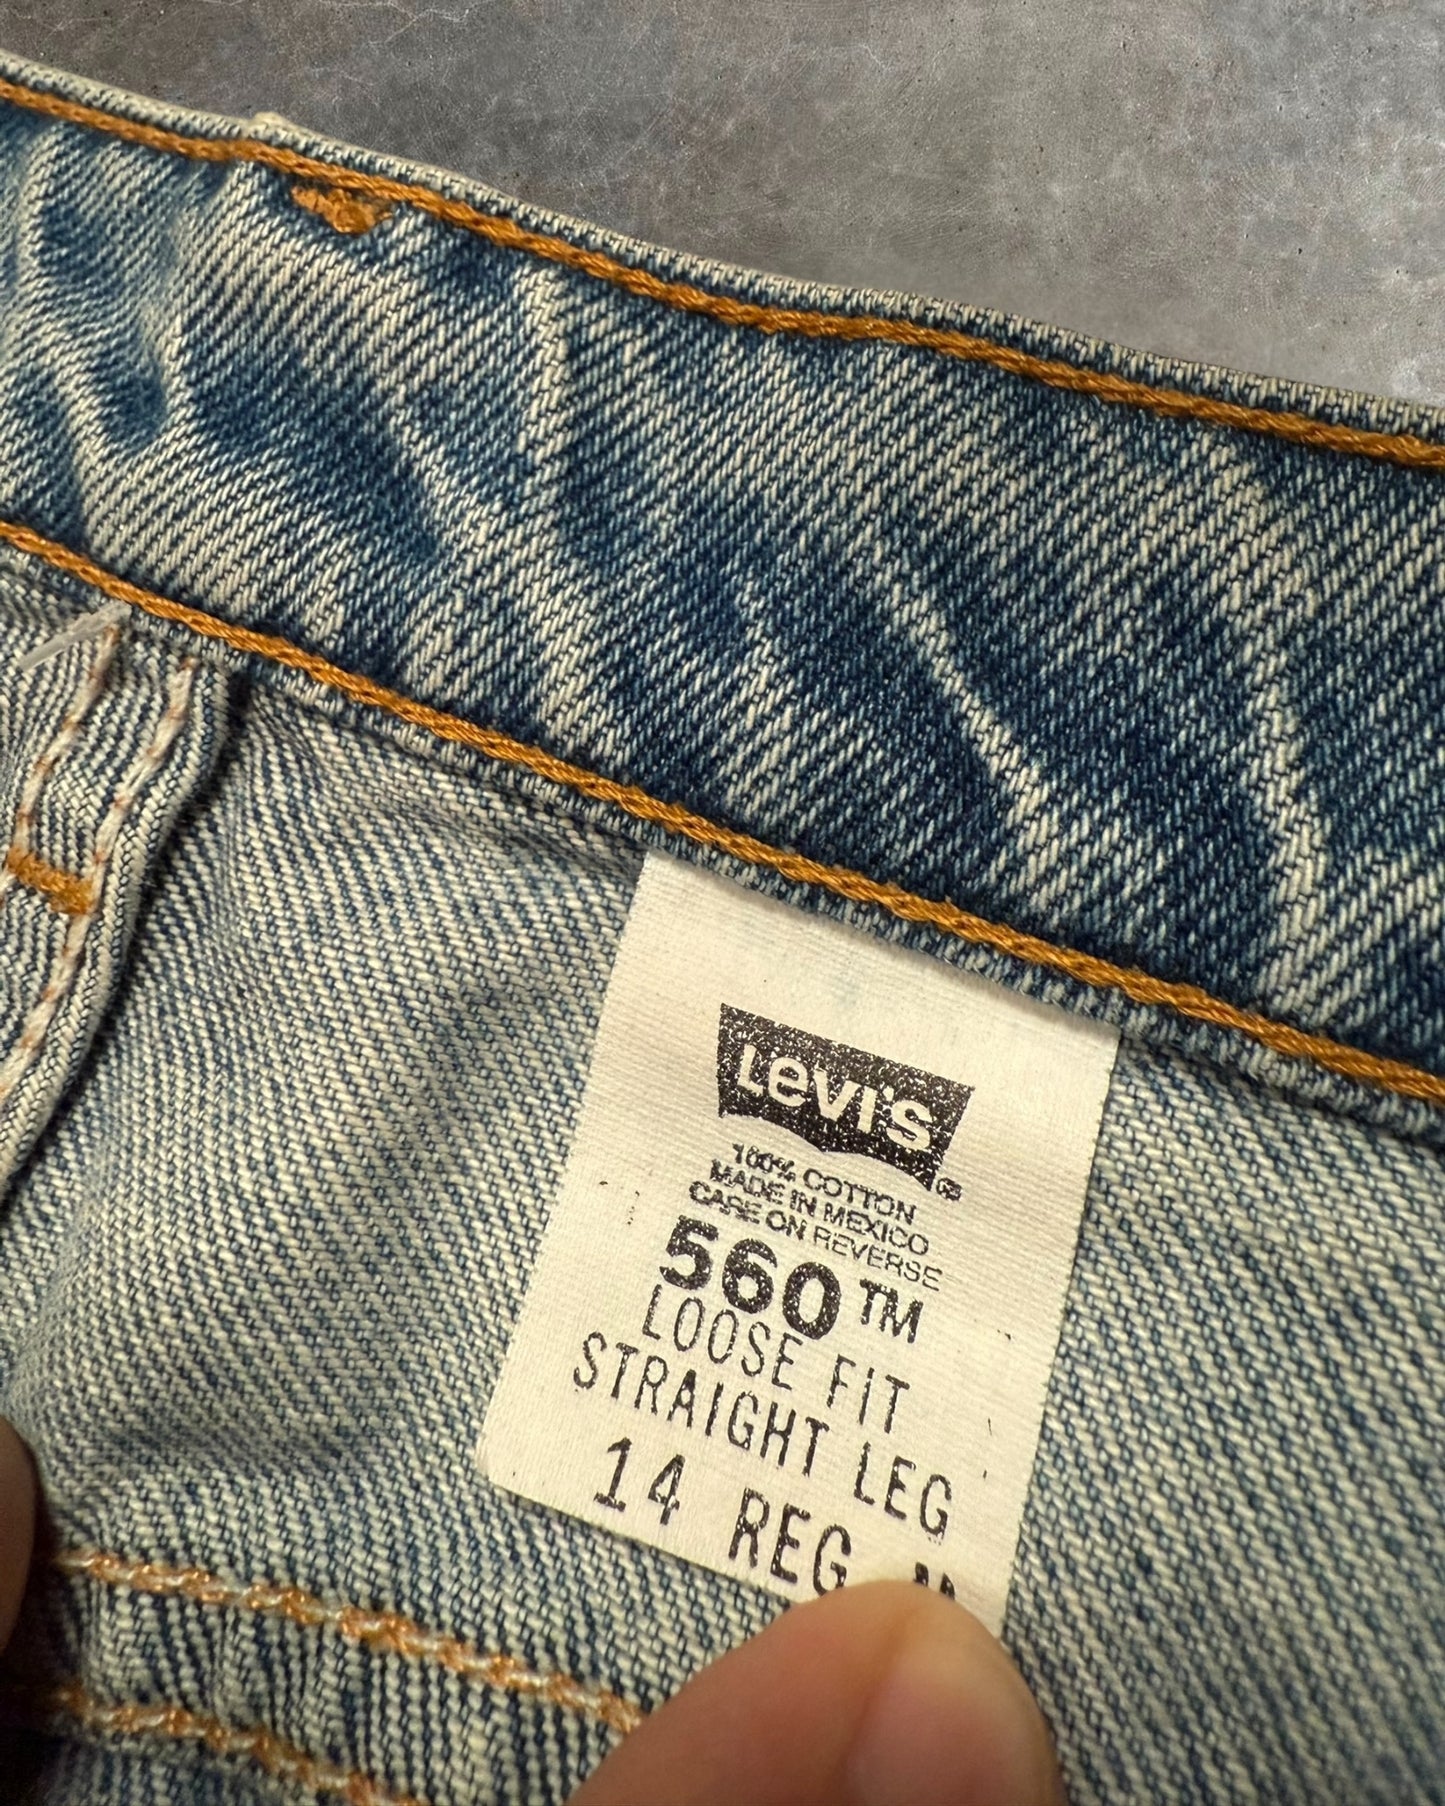 Levi's®
100% COTTON
MADE IN MEXICO
CARE ON REVERSE
560™
LOOSE FIT
STRAIGHT LEG
14 REG